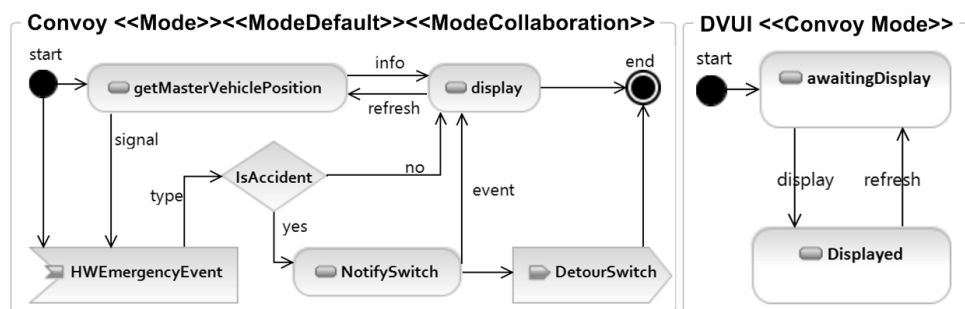 Convoy <<Mode>><<ModeDefault>><<ModeCollaboration>>
start
getMasterVehiclePosition
info
refresh
display
end
signal
IsAccident
no
type
yes
event
HWEmergencyEvent
NotifySwitch
DetourSwitch
DVUI <<Convoy Mode>>
start
awaitingDisplay
display
refresh
Displayed